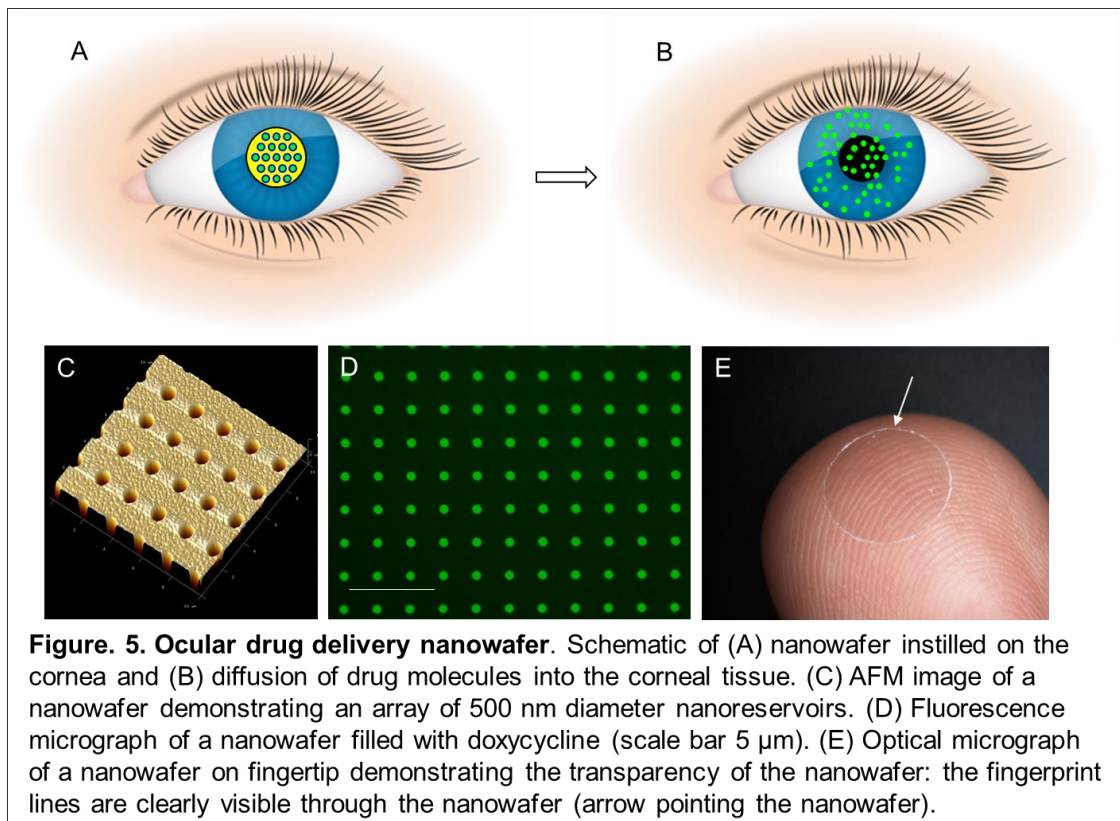 A
B
C
D
E
Figure. 5. Ocular drug delivery nanowafer. Schematic of (A) nanowafer instilled on the
cornea and (B) diffusion of drug molecules into the corneal tissue. (C) AFM image of a
nanowafer demonstrating an array of 500 nm diameter nanoreservoirs. (D) Fluorescence
micrograph of a nanowafer filled with doxycycline (scale bar 5 µm). (E) Optical micrograph
of a nanowafer on fingertip demonstrating the transparency of the nanowafer: the fingerprint
lines are clearly visible through the nanowafer (arrow pointing the nanowafer).